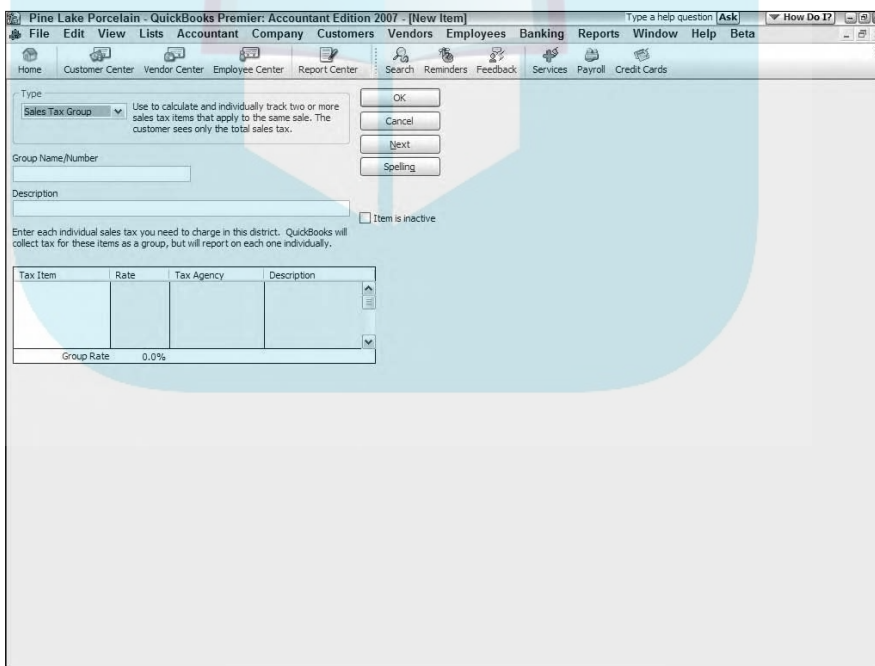 Pine Lake Porcelain - QuickBooks Premier: Accountant Edition 2007 - [New Item]
Type a help question Ask
How Do I?
File Edit View Lists Accountant Company Customers Vendors Employees Banking Reports Window Help Beta
Home Customer Center Vendor Center Employee Center Report Center Search Reminders Feedback Services Payroll Credit Cards
Type
Sales Tax Group
Use to calculate and individually track two or more
sales tax items that apply to the same sale. The
customer sees only the total sales tax.
OK
Cancel
Next
Spelling
Group Name/Number
Description
Item is inactive
Enter each individual sales tax you need to charge in this district. QuickBooks will
collect tax for these items as a group, but will report on each one individually.
Tax Item Rate Tax Agency Description
Group Rate 0.0%